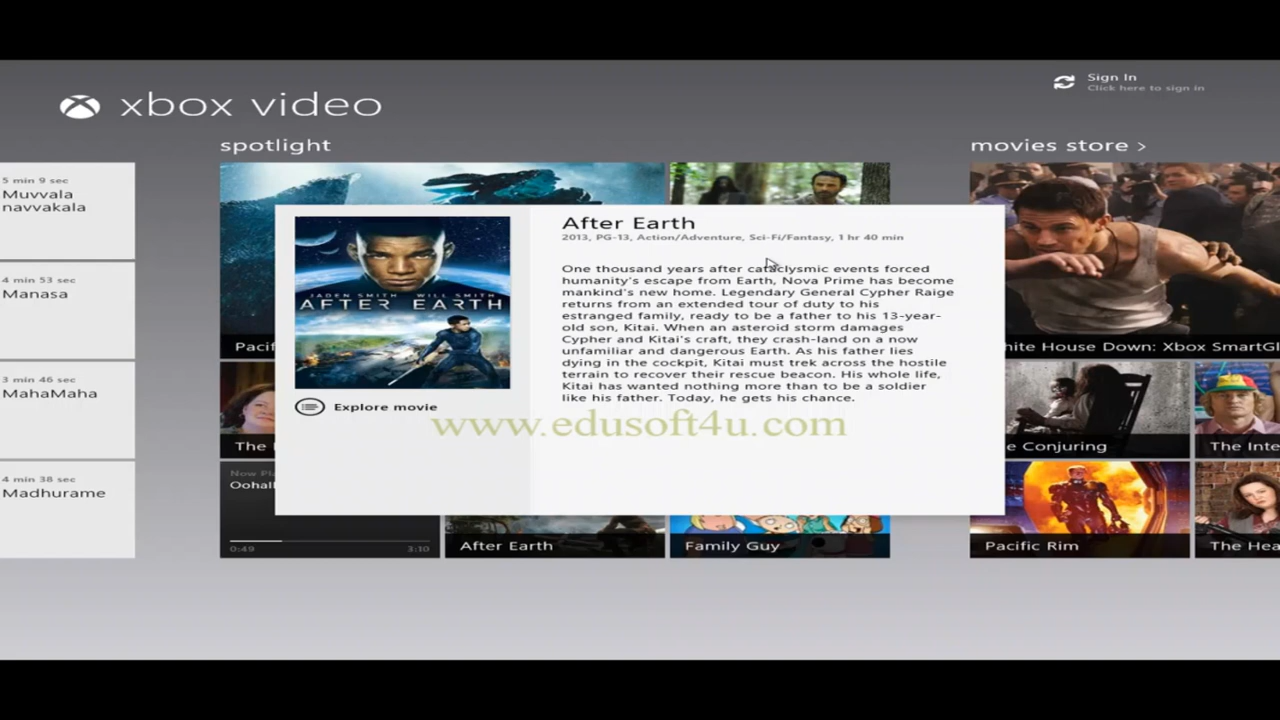 Sign In
Click here to sign in
xbox video
spotlight
movies store >
5 min 9 sec
Muvvala
navvakala
4 min 53 sec
Manasa
3 min 46 sec
MahaMaha
4 min 38 sec
Madhurame
JADEN SMITH WILL SMITH
AFTER EARTH
Explore movie
After Earth
2013, PG-13, Action/Adventure, Sci-Fi/Fantasy, 1 hr 40 min
One thousand years after cataclysmic events forced
humanity's escape from Earth, Nova Prime has become
mankind's new home. Legendary General Cypher Raige
returns from an extended tour of duty to his
estranged family, ready to be a father to his 13-year-
old son, Kitai. When an asteroid storm damages
Cypher and Kitai's craft, they crash-land on a now
unfamiliar and dangerous Earth. As his father lies
dying in the cockpit, Kitai must trek across the hostile
terrain to recover their rescue beacon. His whole life,
Kitai has wanted nothing more than to be a soldier
like his father. Today, he gets his chance.
www.edusoft4u.com
Pacif
The
Now Pla
Oohall
0:49
3:10
After Earth
Family Guy
hite House Down: Xbox SmartGl
e Conjuring
The Inte
Pacific Rim
The Hea